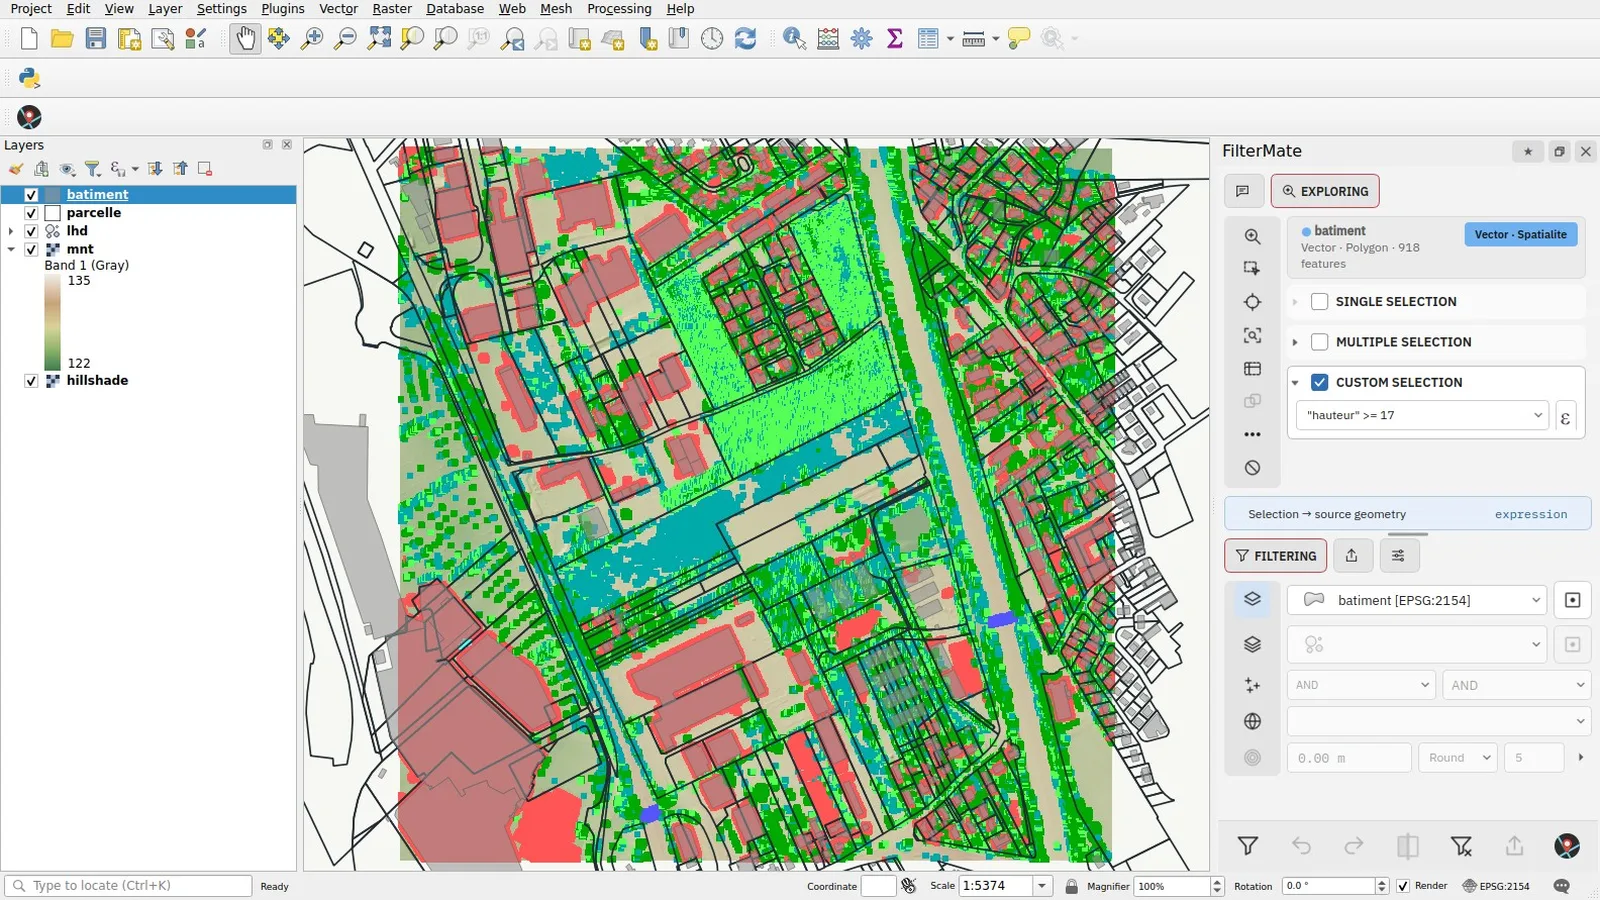 Project Edit View Layer Settings Plugins Vector Raster Database Web Mesh Processing Help
Layers
FilterMate
EXPLORING
batiment
parcelle
lhd
mnt
Band 1 (Gray)
135
122
hillshade
batiment
Vector · Polygon · 918
features
Vector · Spatialite
SINGLE SELECTION
MULTIPLE SELECTION
CUSTOM SELECTION
"hauteur" >= 17
ε
Selection → source geometry expression
FILTERING
batiment [EPSG:2154]
AND AND
0.00 m Round 5
Type to locate (Ctrl+K) Ready Coordinate Scale 1:5374 Magnifier 100% Rotation 0.0 ° Render EPSG:2154